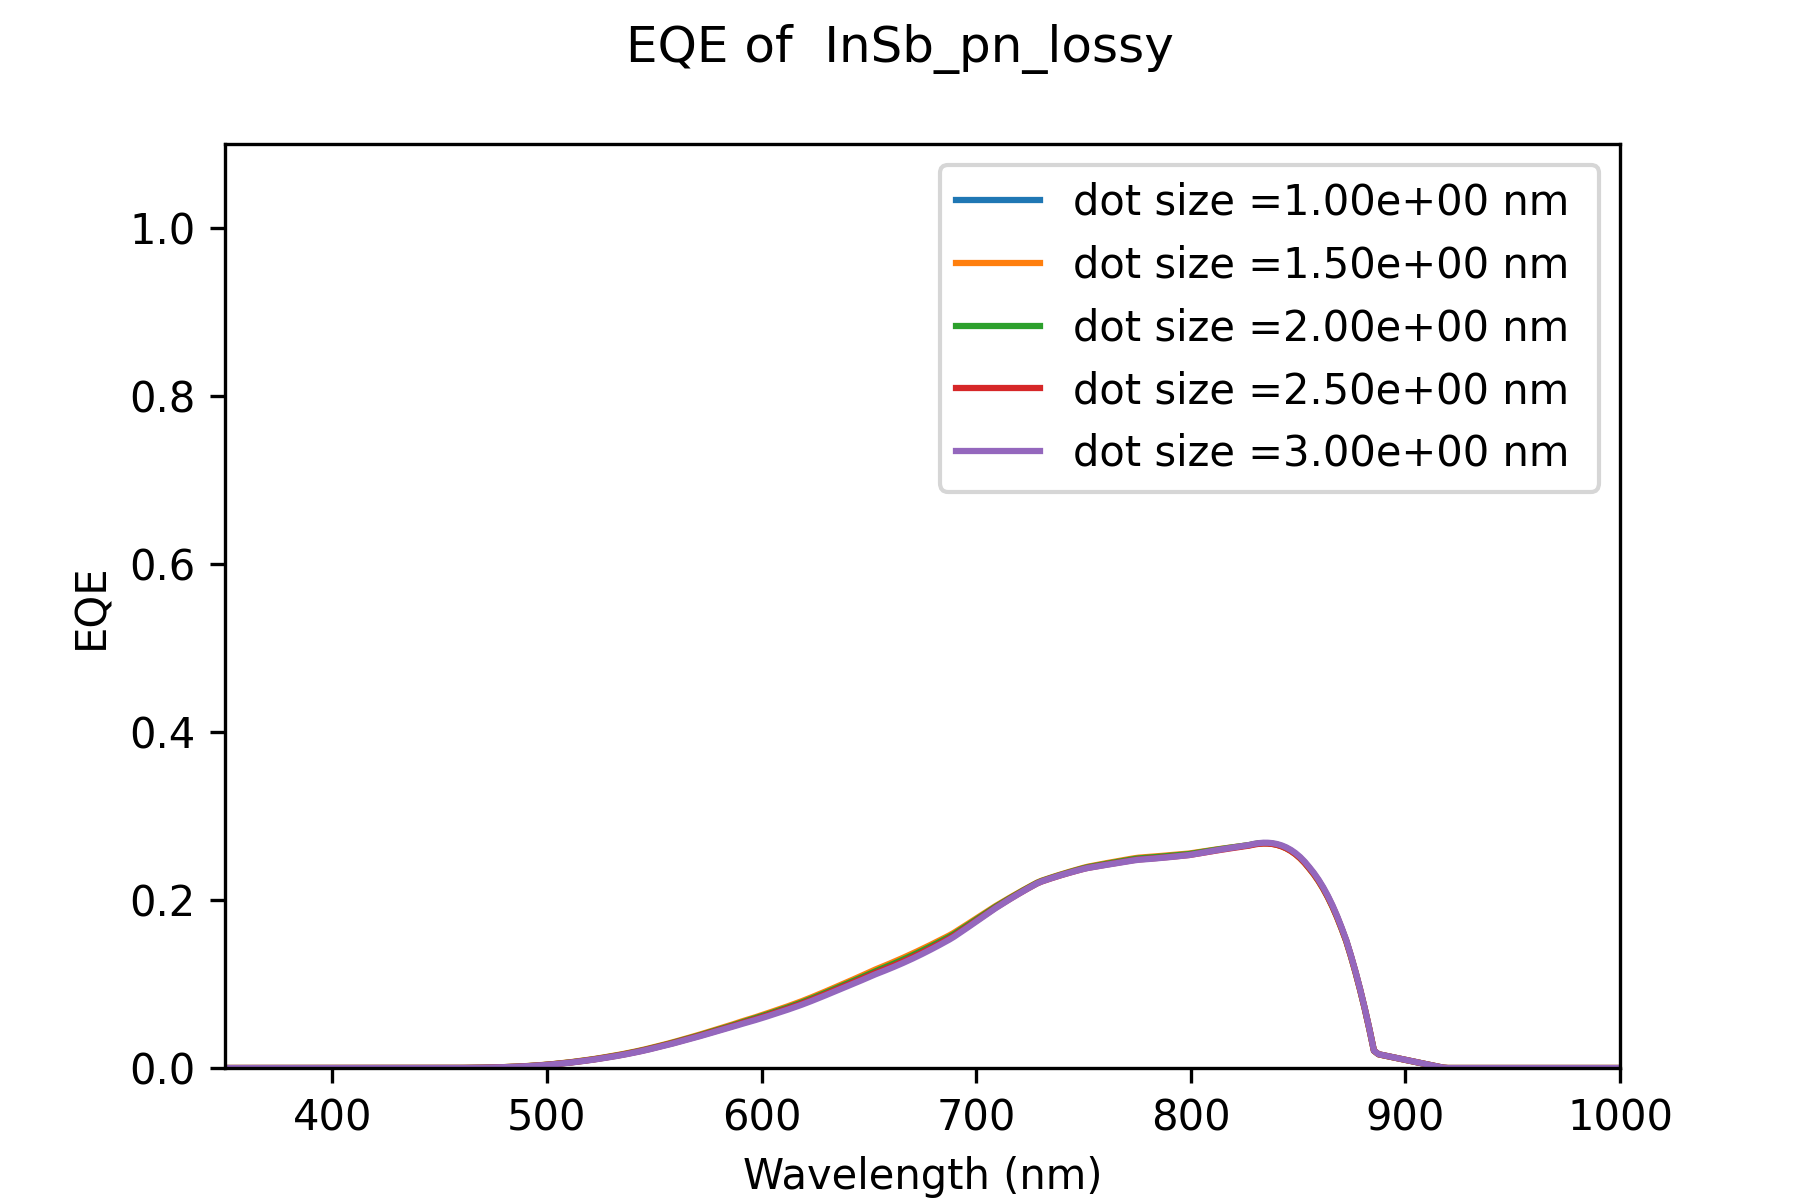 EQE of  InSb_pn_lossy
dot size =1.00e+00 nm
dot size =1.50e+00 nm
dot size =2.00e+00 nm
dot size =2.50e+00 nm
dot size =3.00e+00 nm
1.0
0.8
0.6
0.4
0.2
0.0
EQE
400 500 600 700 800 900 1000
Wavelength (nm)